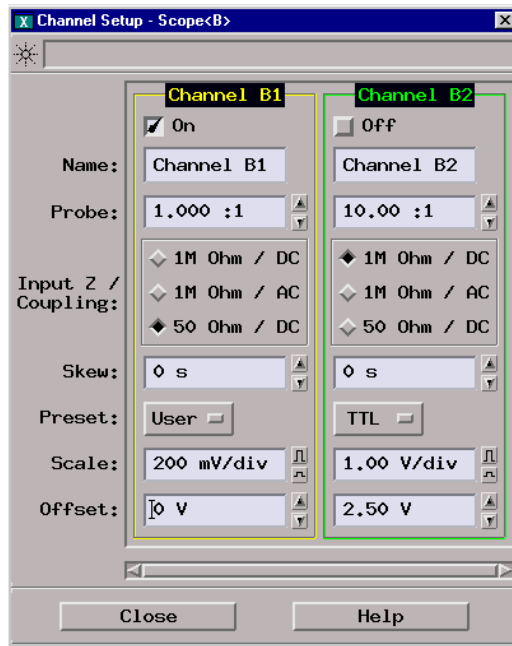 Channel Setup - Scope<B>
Channel B1 Channel B2
On Off
Name: Channel B1 Channel B2
Probe: 1.000 :1 10.00 :1
Input Z / Coupling:
1M Ohm / DC 1M Ohm / DC
1M Ohm / AC 1M Ohm / AC
50 Ohm / DC 50 Ohm / DC
Skew: 0 s 0 s
Preset: User TTL
Scale: 200 mV/div 1.00 V/div
Offset: 0 V 2.50 V
Close Help